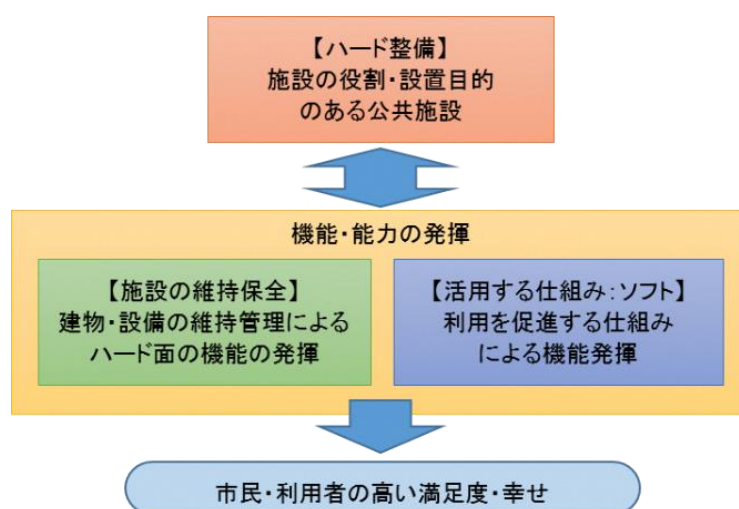 【ハード整備】
施設の役割・設置目的
のある公共施設
機能・能力の発揮
【施設の維持保全】
建物・設備の維持管理による
ハード面の機能の発揮
【活用する仕組み:ソフト】
利用を促進する仕組み
による機能発揮
市民・利用者の高い満足度・幸せ